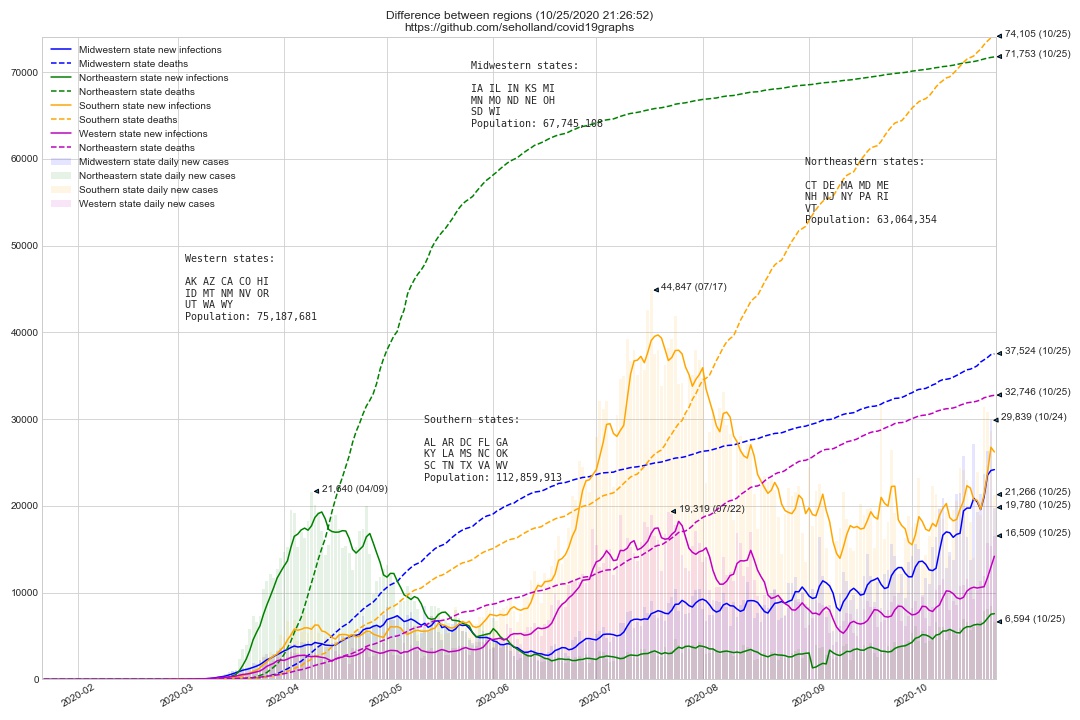 Difference between regions (10/25/2020 21:26:52)
https://github.com/seholland/covid19graphs
Midwestern state new infections
Midwestern state deaths
Northeastern state new infections
Northeastern state deaths
Southern state new infections
Southern state deaths
Western state new infections
Northeastern state deaths
Midwestern state daily new cases
Northeastern state daily new cases
Southern state daily new cases
Western state daily new cases
Midwestern states:
IA IL IN KS MI
MN MO ND NE OH
SD WI
Population: 67,745,108
Northeastern states:
CT DE MA MD ME
NH NJ NY PA RI
VT
Population: 63,064,354
Western states:
AK AZ CA CO HI
ID MT NM NV OR
UT WA WY
Population: 75,187,681
Southern states:
AL AR DC FL GA
KY LA MS NC OK
SC TN TX VA WV
Population: 112,859,913
21,640 (04/09)
44,847 (07/17)
19,319 (07/22)
74,105 (10/25)
71,753 (10/25)
37,524 (10/25)
32,746 (10/25)
29,839 (10/24)
21,266 (10/25)
19,780 (10/25)
16,509 (10/25)
6,594 (10/25)
70000
60000
50000
40000
30000
20000
10000
0
2020-02
2020-03
2020-04
2020-05
2020-06
2020-07
2020-08
2020-09
2020-10